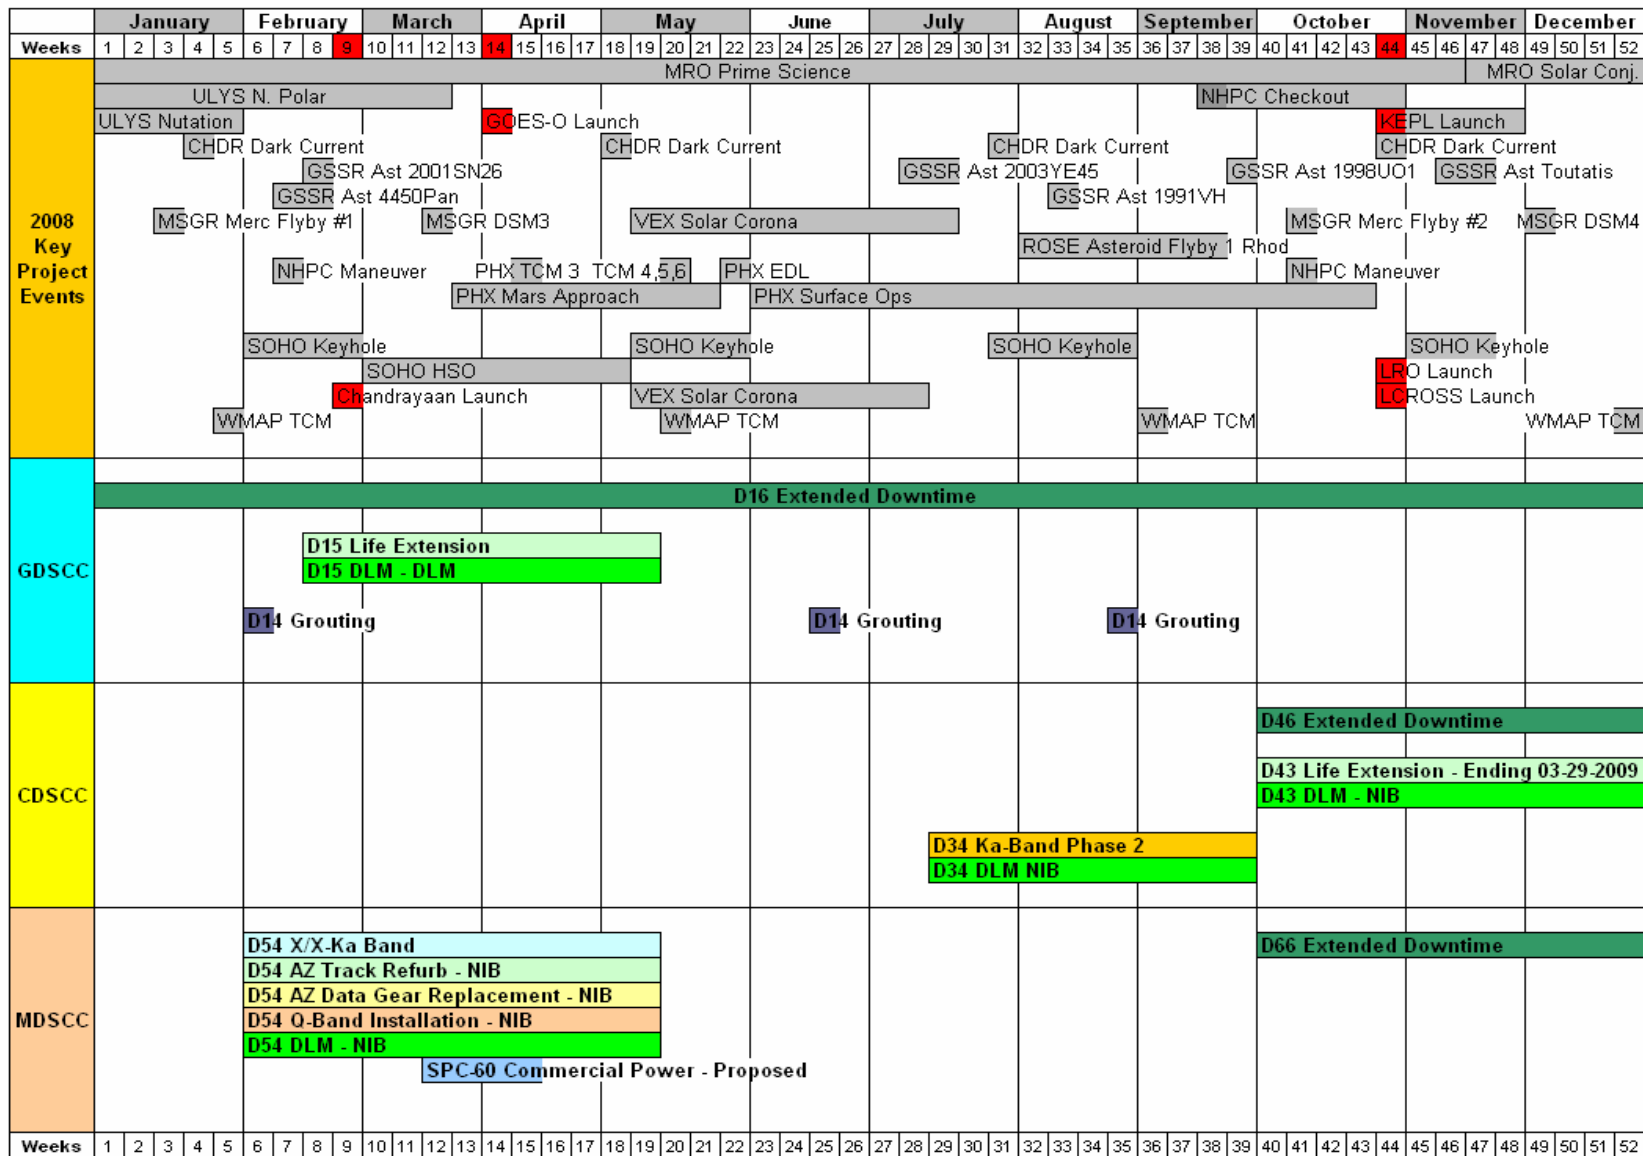 January February March April May June July August September October November December
Weeks 1 2 3 4 5 6 7 8 9 10 11 12 13 14 15 16 17 18 19 20 21 22 23 24 25 26 27 28 29 30 31 32 33 34 35 36 37 38 39 40 41 42 43 44 45 46 47 48 49 50 51 52
2008 Key Project Events
MRO Prime Science MRO Solar Conj.
ULYS N. Polar NHPC Checkout
ULYS Nutation GOES-O Launch KEPL Launch
CHDR Dark Current CHDR Dark Current CHDR Dark Current CHDR Dark Current
GSSR Ast 2001SN26 GSSR Ast 2003YE45 GSSR Ast 1998UO1 GSSR Ast Toutatis
GSSR Ast 4450Pan GSSR Ast 1991VH
MSGR Merc Flyby #1 MSGR DSM3 VEX Solar Corona MSGR Merc Flyby #2 MSGR DSM4
ROSE Asteroid Flyby 1 Rhod
NHPC Maneuver PHX TCM 3 TCM 4,5,6 PHX EDL NHPC Maneuver
PHX Mars Approach PHX Surface Ops
SOHO Keyhole SOHO Keyhole SOHO Keyhole SOHO Keyhole
SOHO HSO LRO Launch
Chandrayaan Launch VEX Solar Corona LCROSS Launch
WMAP TCM WMAP TCM WMAP TCM WMAP TCM
GDSCC
D16 Extended Downtime
D15 Life Extension
D15 DLM - DLM
D14 Grouting D14 Grouting D14 Grouting
CDSCC
D46 Extended Downtime
D43 Life Extension - Ending 03-29-2009
D43 DLM - NIB
D34 Ka-Band Phase 2
D34 DLM NIB
MDSCC
D54 X/X-Ka Band D66 Extended Downtime
D54 AZ Track Refurb - NIB
D54 AZ Data Gear Replacement - NIB
D54 Q-Band Installation - NIB
D54 DLM - NIB
SPC-60 Commercial Power - Proposed
Weeks 1 2 3 4 5 6 7 8 9 10 11 12 13 14 15 16 17 18 19 20 21 22 23 24 25 26 27 28 29 30 31 32 33 34 35 36 37 38 39 40 41 42 43 44 45 46 47 48 49 50 51 52